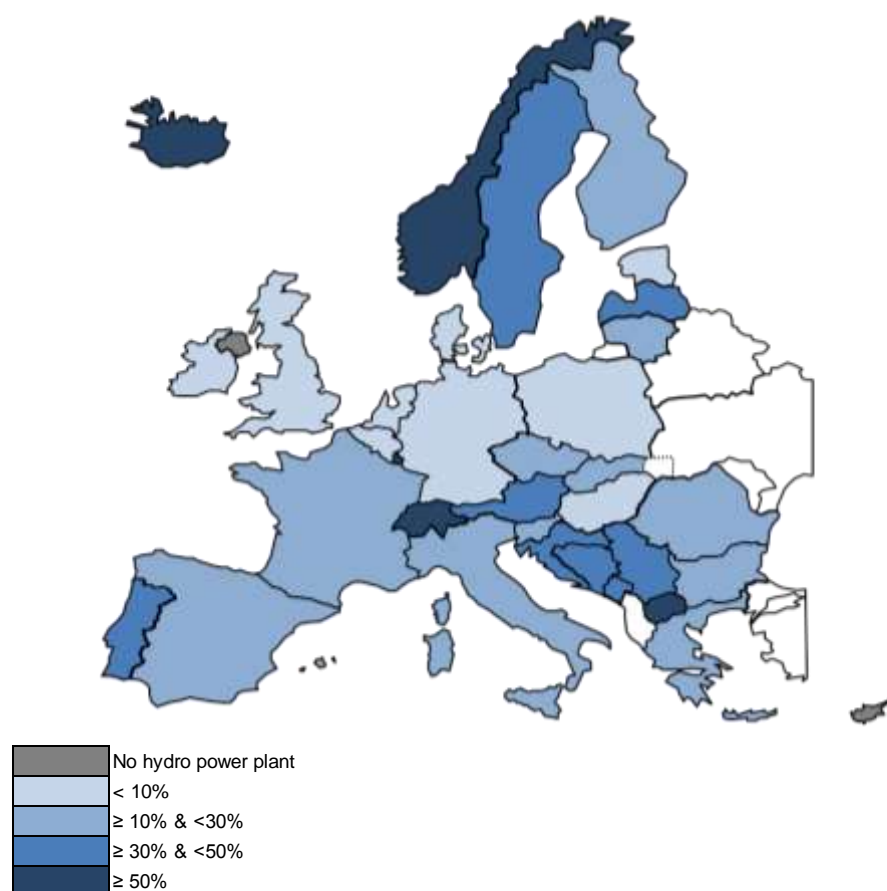 No hydro power plant
< 10%
≥ 10% & <30%
≥ 30% & <50%
≥ 50%